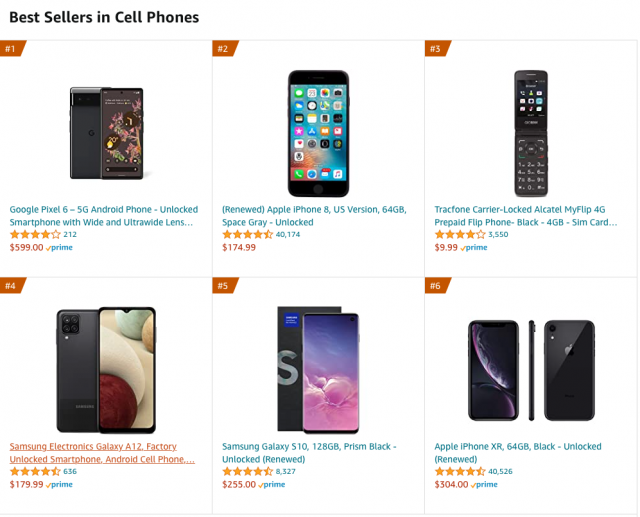 Best Sellers in Cell Phones
#1
#2
#3
Google Pixel 6 – 5G Android Phone - Unlocked
Smartphone with Wide and Ultrawide Lens…
212
$599.00 prime
(Renewed) Apple iPhone 8, US Version, 64GB,
Space Gray - Unlocked
40,174
$174.99
Tracfone Carrier-Locked Alcatel MyFlip 4G
Prepaid Flip Phone- Black - 4GB - Sim Card…
3,550
$9.99 prime
#4
#5
#6
SAMSUNG
S
Samsung Electronics Galaxy A12, Factory
Unlocked Smartphone, Android Cell Phone,…
636
$179.99 prime
Samsung Galaxy S10, 128GB, Prism Black -
Unlocked (Renewed)
8,327
$255.00 prime
Apple iPhone XR, 64GB, Black - Unlocked
(Renewed)
40,526
$304.00 prime